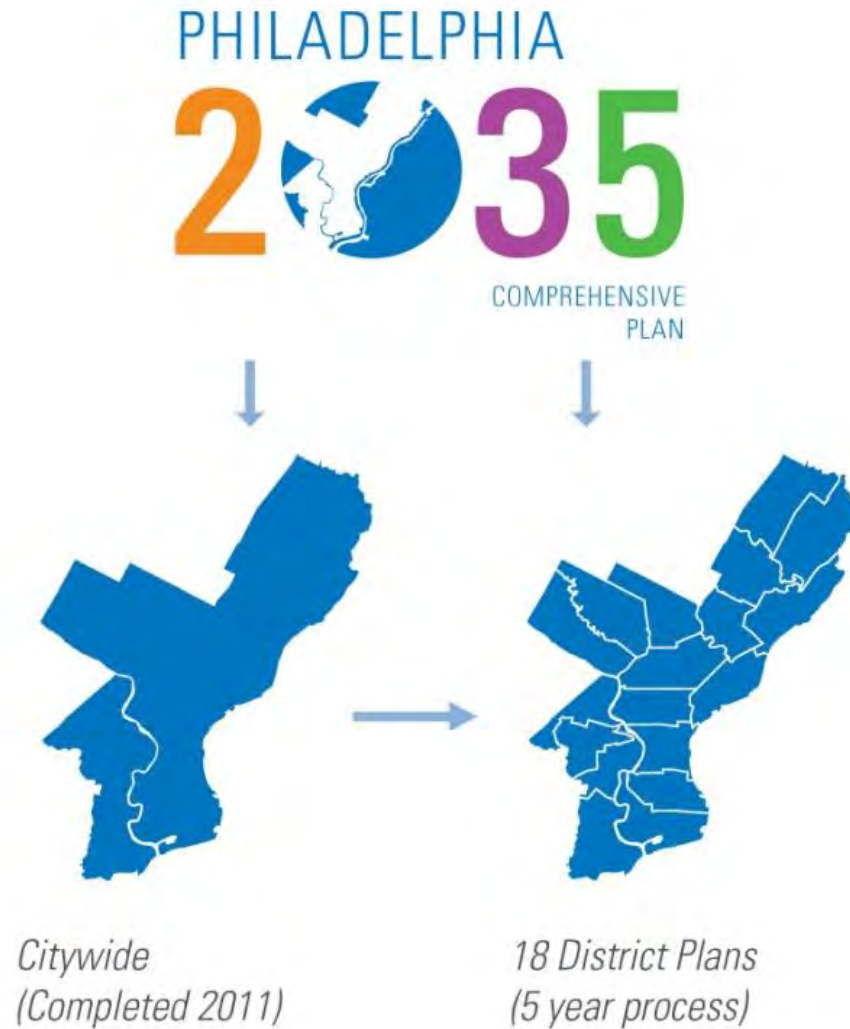 PHILADELPHIA
2035
COMPREHENSIVE
PLAN
Citywide
(Completed 2011)
18 District Plans
(5 year process)